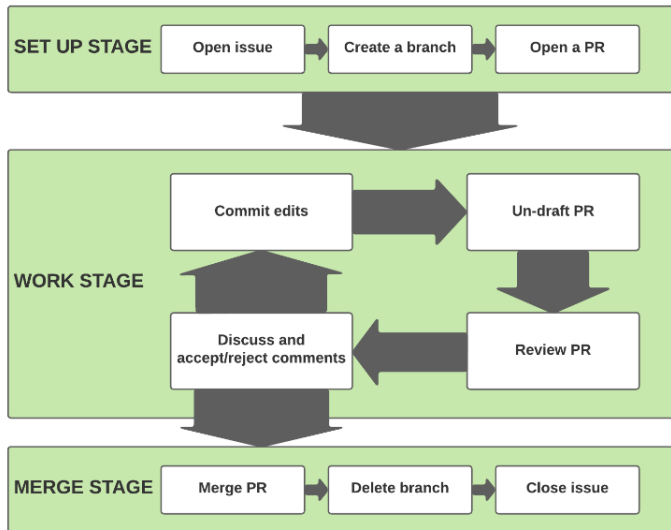 SET UP STAGE
Open issue
Create a branch
Open a PR
WORK STAGE
Commit edits
Un-draft PR
Discuss and
accept/reject comments
Review PR
MERGE STAGE
Merge PR
Delete branch
Close issue